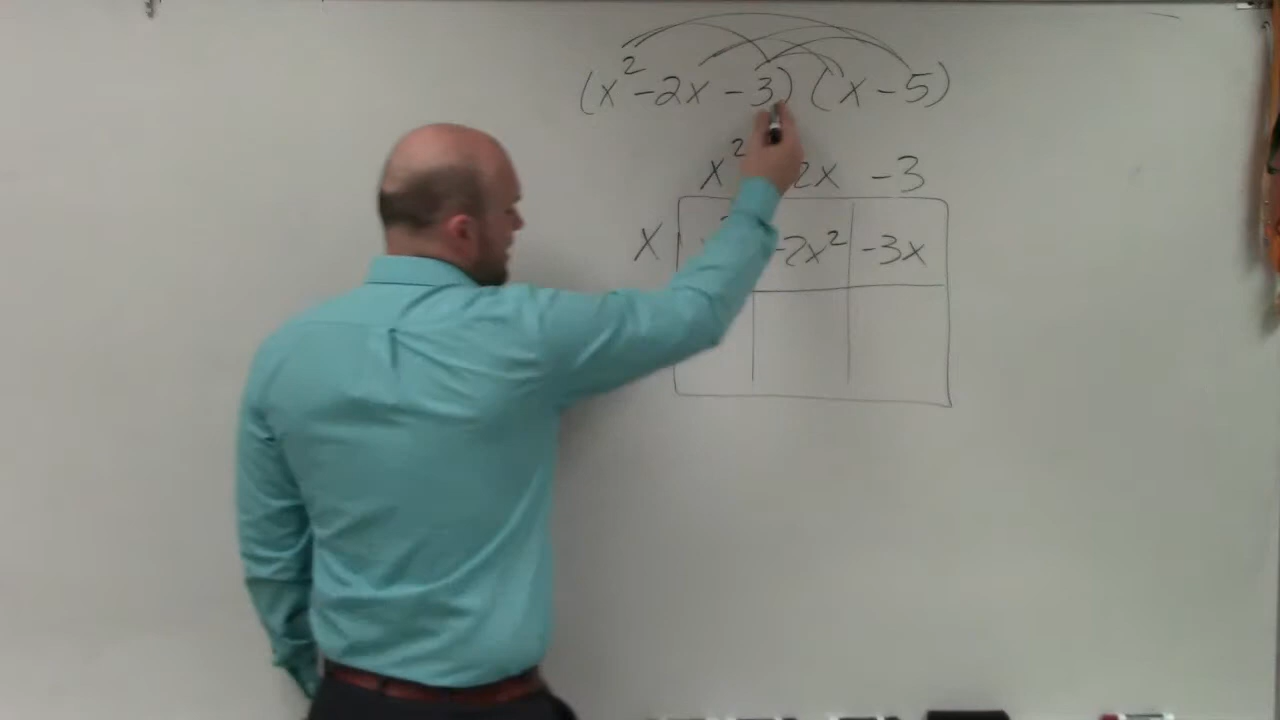 (x² - 2x - 3) (x - 5)
x² 2x - 3
x -2x² -3x